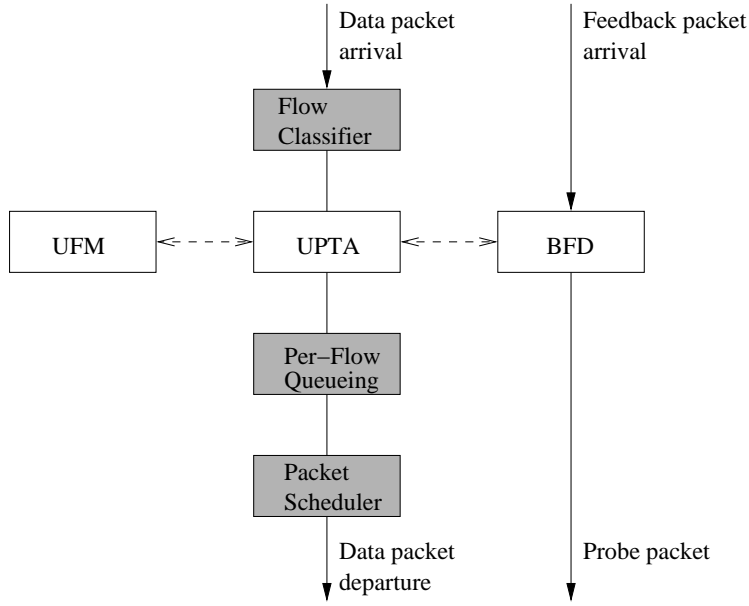 Data packet
arrival
Feedback packet
arrival
Flow
Classifier
UFM
UPTA
BFD
Per−Flow
Queueing
Packet
Scheduler
Data packet
departure
Probe packet